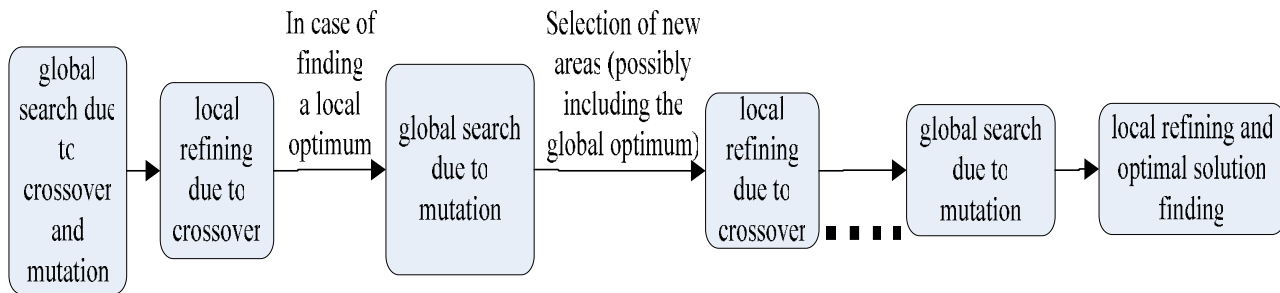 global
search due
to
crossover
and
mutation
local
refining
due to
crossover
In case of
finding
a local
optimum
global search
due to
mutation
Selection of new
areas (possibly
including the
global optimum)
local
refining
due to
crossover
global search
due to
mutation
local refining and
optimal solution
finding